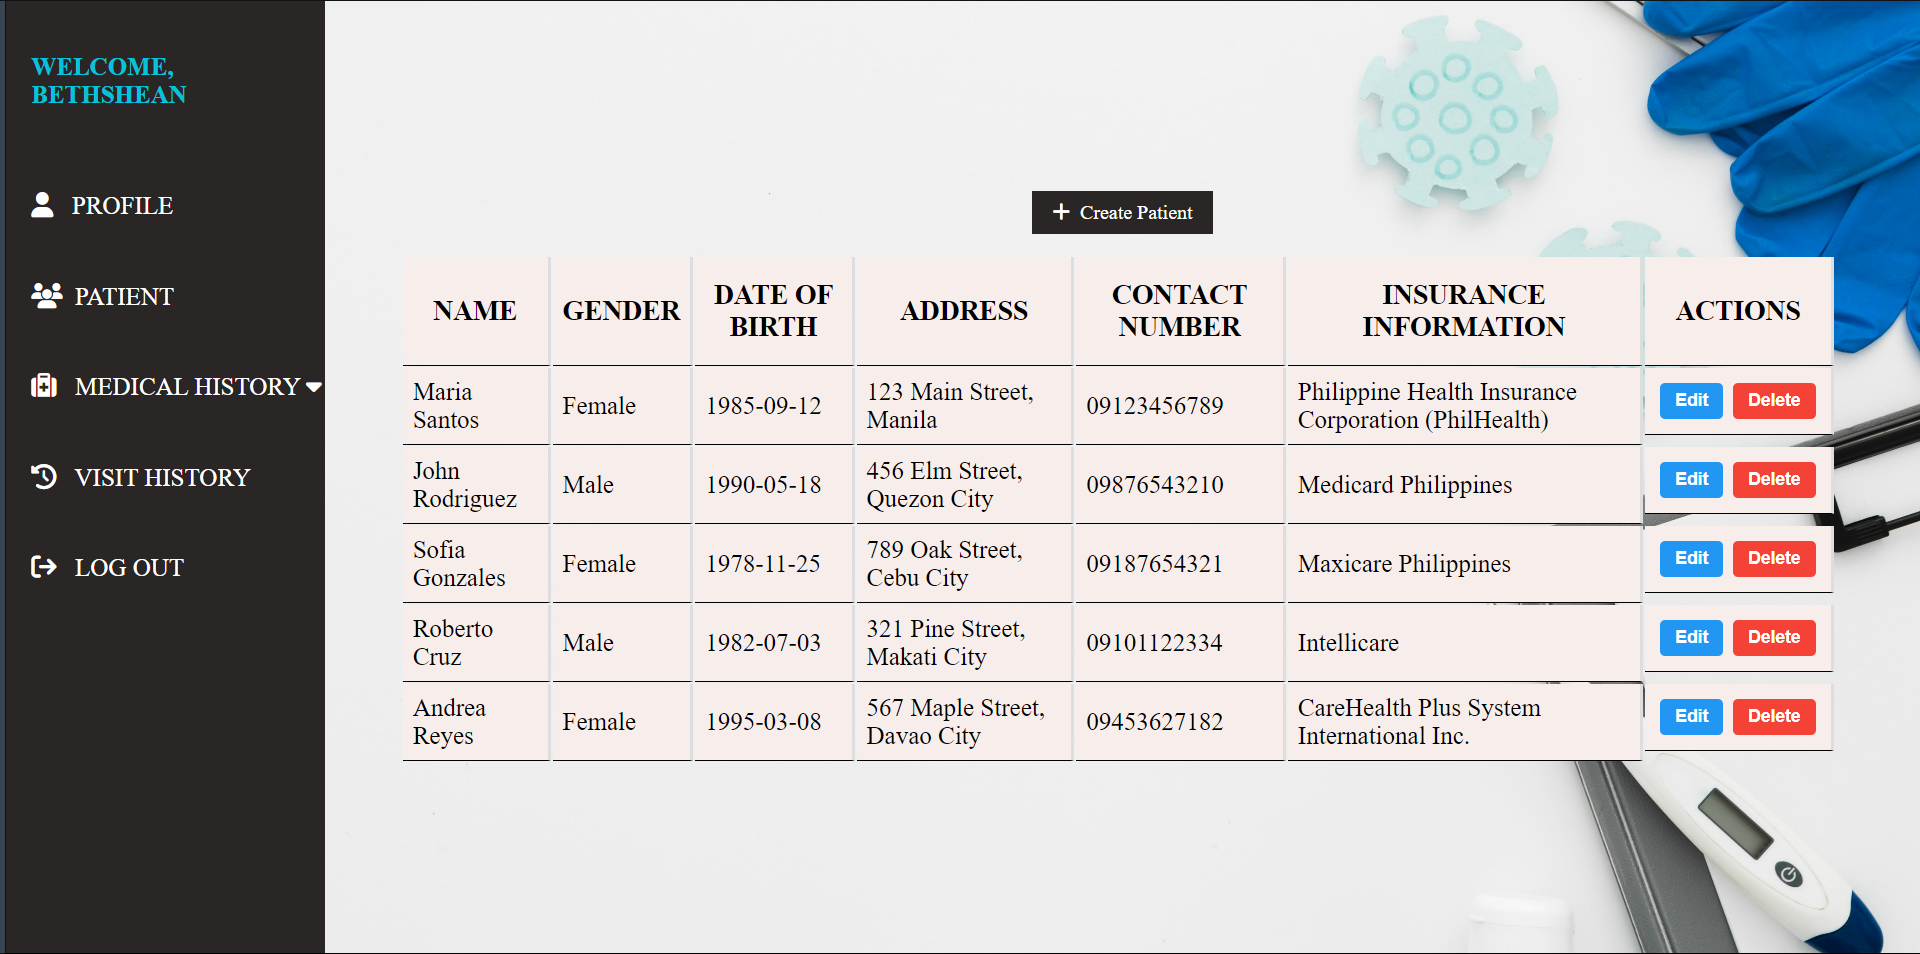 WELCOME,
BETHSHEAN
PROFILE
PATIENT
MEDICAL HISTORY
VISIT HISTORY
LOG OUT
Create Patient
NAME GENDER DATE OF BIRTH ADDRESS CONTACT NUMBER INSURANCE INFORMATION ACTIONS
Maria Santos Female 1985-09-12 123 Main Street, Manila 09123456789 Philippine Health Insurance Corporation (PhilHealth) Edit Delete
John Rodriguez Male 1990-05-18 456 Elm Street, Quezon City 09876543210 Medicard Philippines Edit Delete
Sofia Gonzales Female 1978-11-25 789 Oak Street, Cebu City 09187654321 Maxicare Philippines Edit Delete
Roberto Cruz Male 1982-07-03 321 Pine Street, Makati City 09101122334 Intellicare Edit Delete
Andrea Reyes Female 1995-03-08 567 Maple Street, Davao City 09453627182 CareHealth Plus System International Inc. Edit Delete